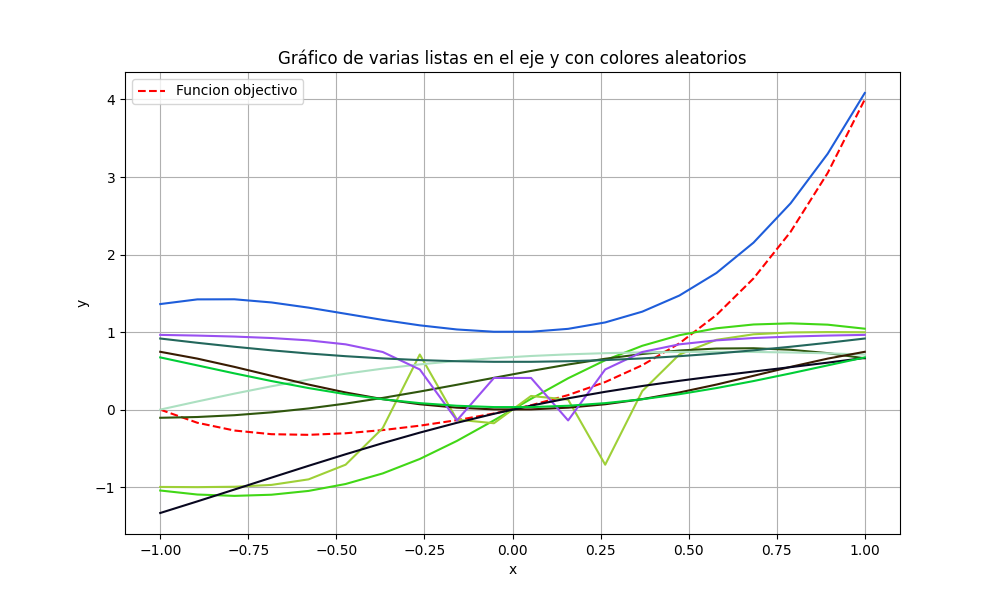 Gráfico de varias listas en el eje y con colores aleatorios
Funcion objectivo
4
3
2
1
0
−1
y
−1.00 −0.75 −0.50 −0.25 0.00 0.25 0.50 0.75 1.00
x